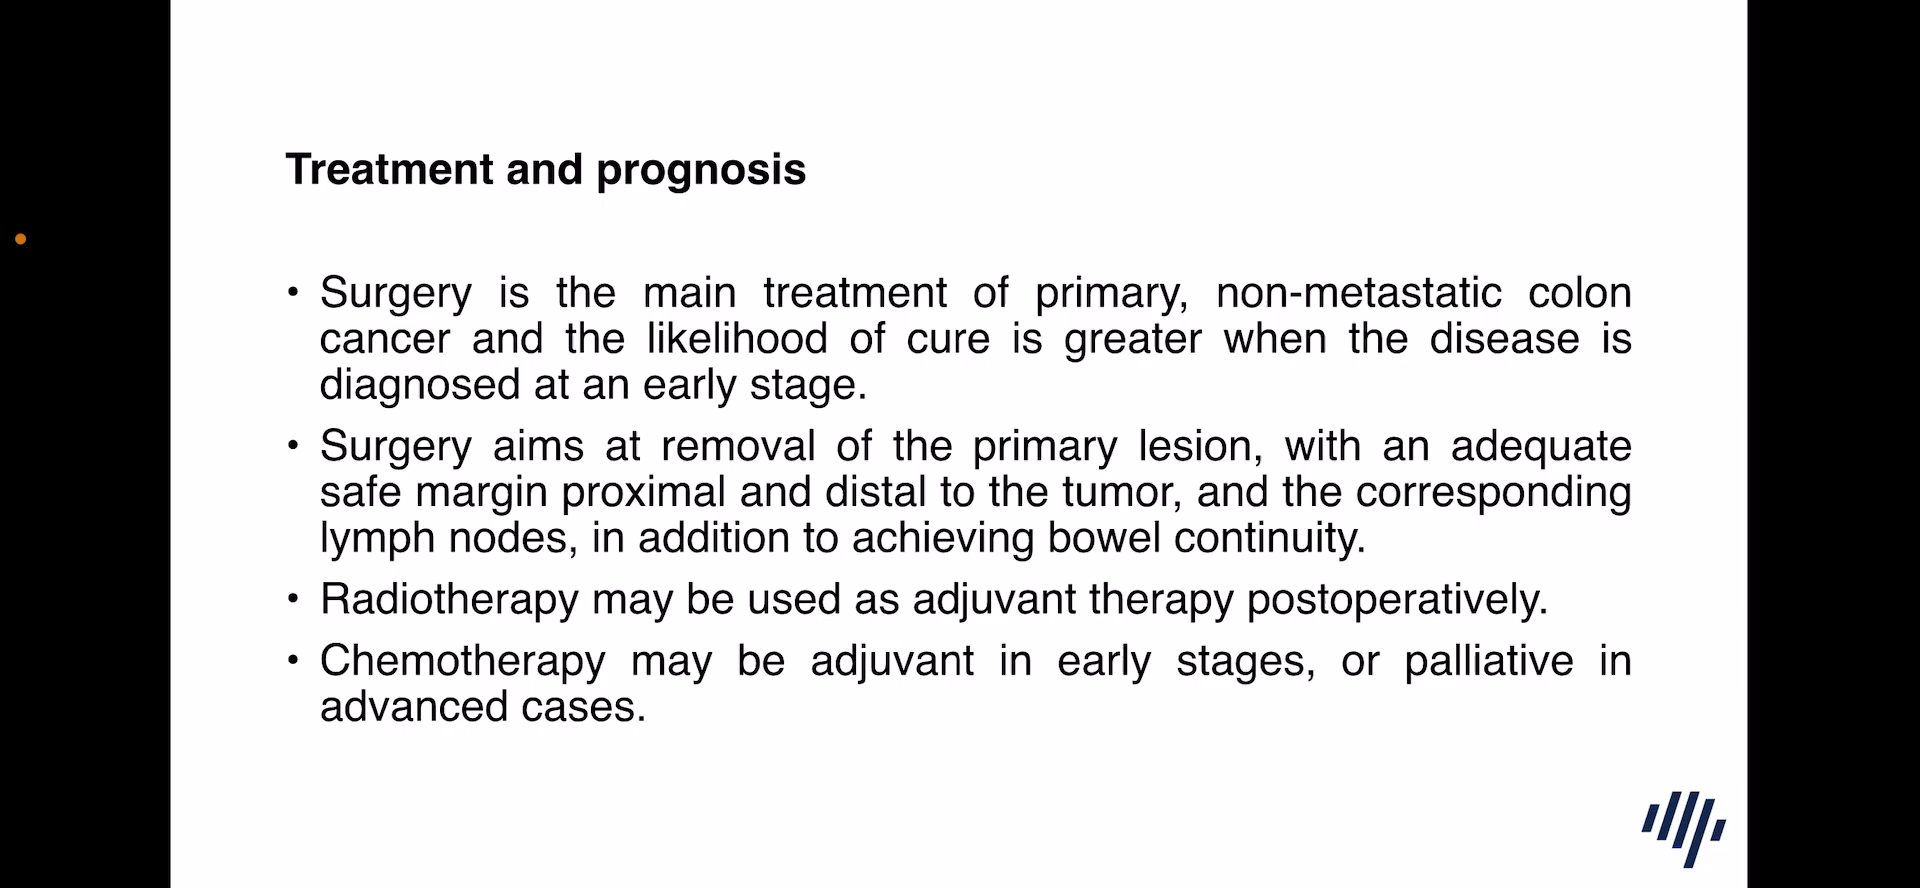 Treatment and prognosis
• Surgery is the main treatment of primary, non-metastatic colon
cancer and the likelihood of cure is greater when the disease is
diagnosed at an early stage.
• Surgery aims at removal of the primary lesion, with an adequate
safe margin proximal and distal to the tumor, and the corresponding
lymph nodes, in addition to achieving bowel continuity.
• Radiotherapy may be used as adjuvant therapy postoperatively.
• Chemotherapy may be adjuvant in early stages, or palliative in
advanced cases.